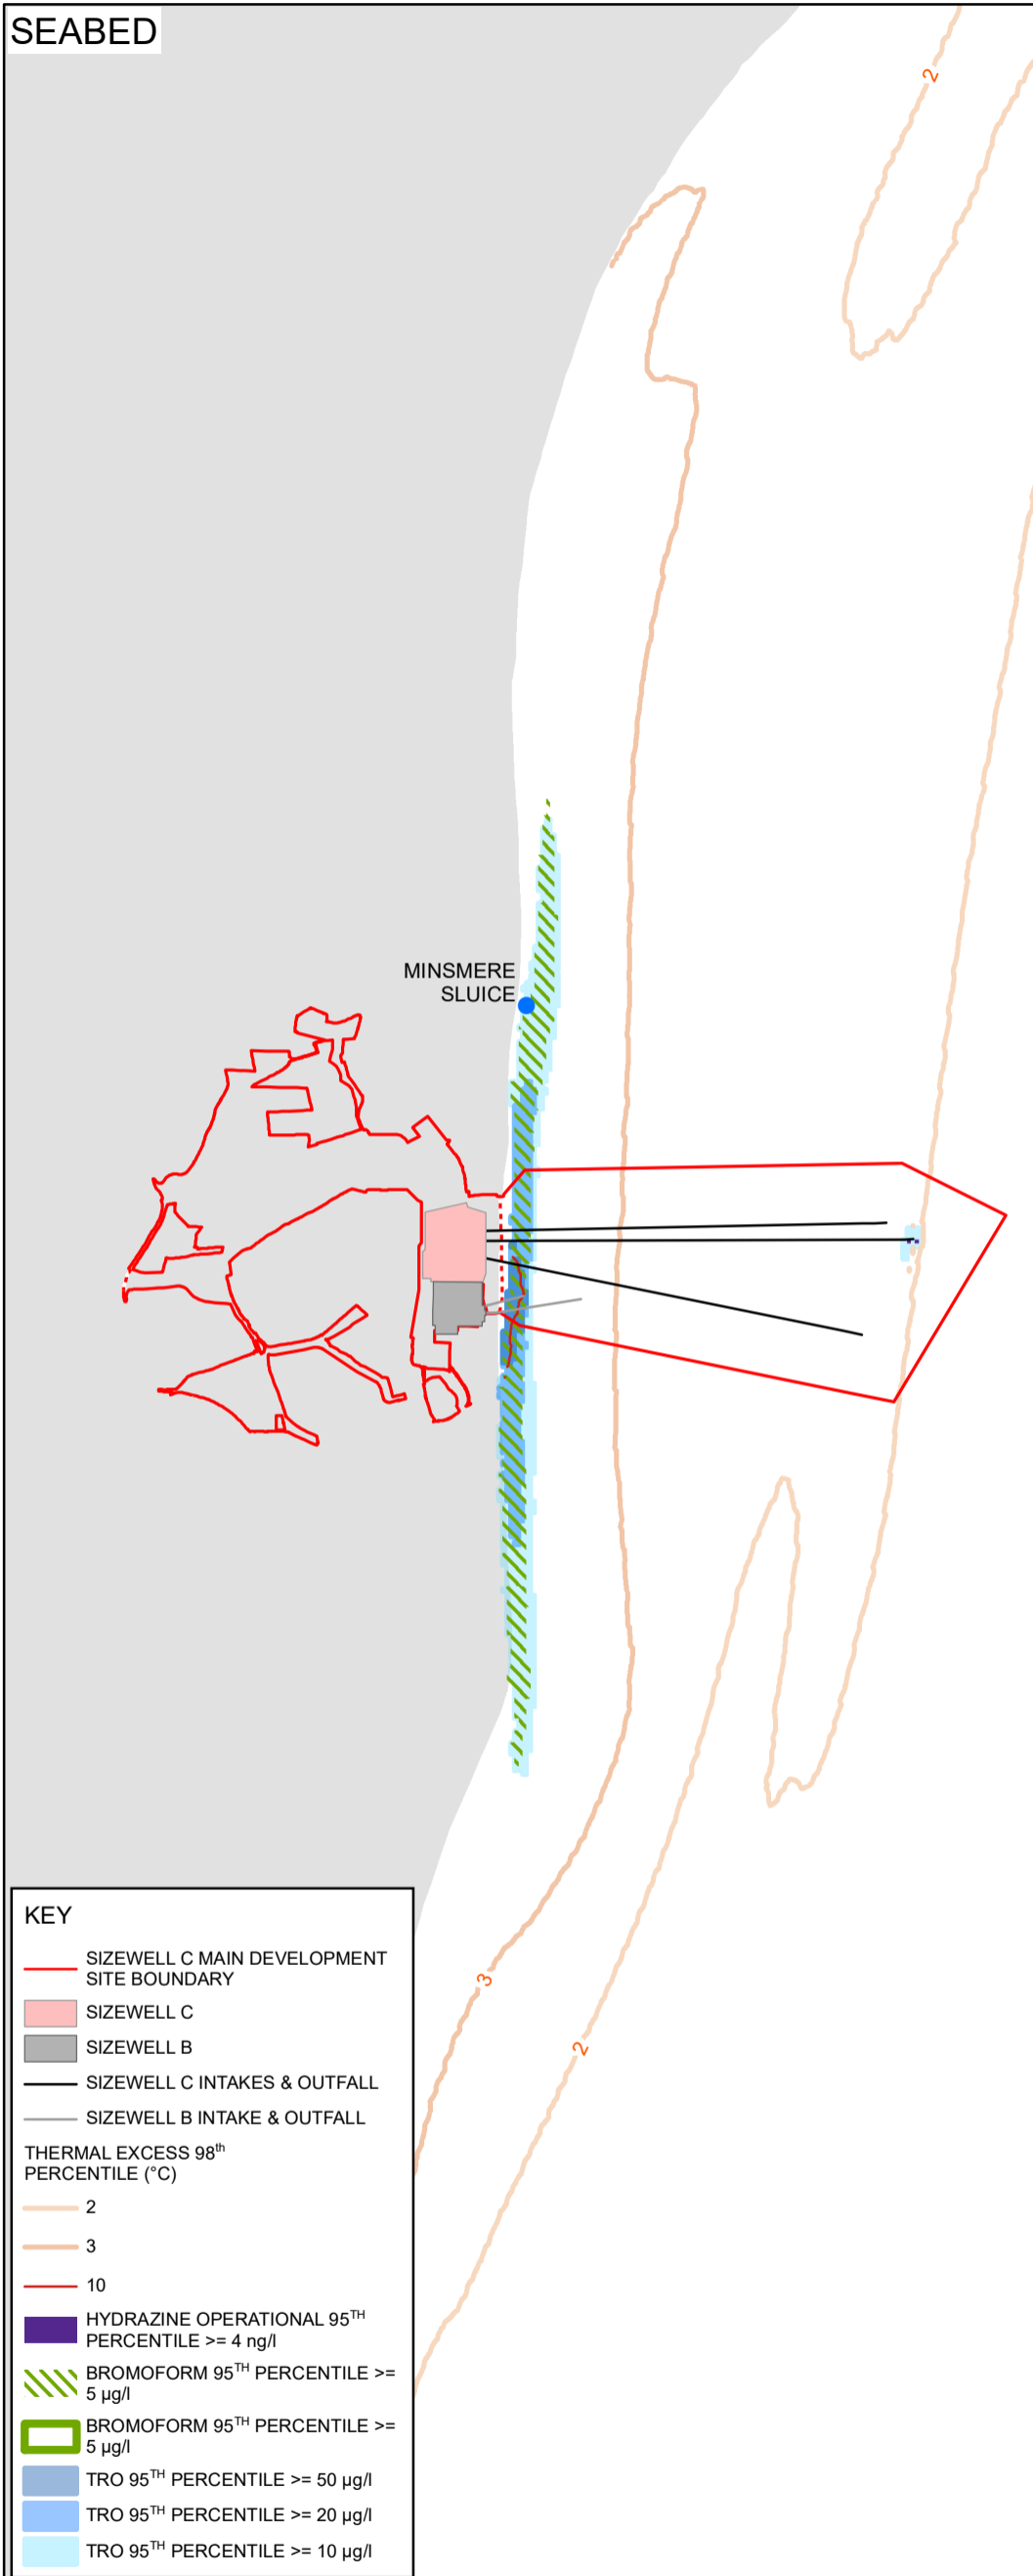 SEABED
2
MINSMERE
SLUICE
3
2
KEY
SIZEWELL C MAIN DEVELOPMENT
SITE BOUNDARY
SIZEWELL C
SIZEWELL B
SIZEWELL C INTAKES & OUTFALL
SIZEWELL B INTAKE & OUTFALL
THERMAL EXCESS 98th
PERCENTILE (°C)
2
3
10
HYDRAZINE OPERATIONAL 95TH
PERCENTILE >= 4 ng/l
BROMOFORM 95TH PERCENTILE >=
5 µg/l
BROMOFORM 95TH PERCENTILE >=
5 µg/l
TRO 95TH PERCENTILE >= 50 µg/l
TRO 95TH PERCENTILE >= 20 µg/l
TRO 95TH PERCENTILE >= 10 µg/l